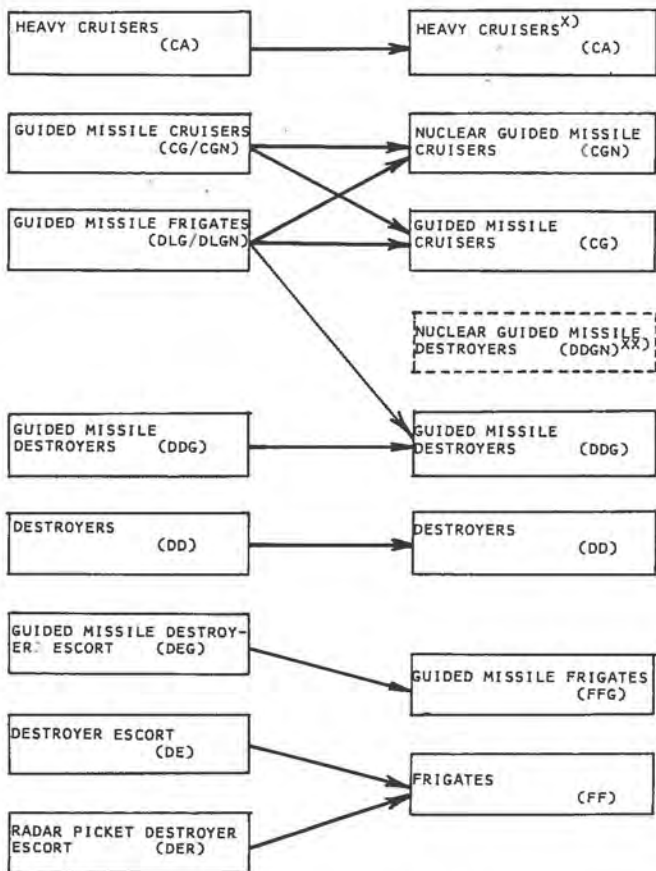 HEAVY CRUISERS
(CA)
HEAVY CRUISERS X)
(CA)
GUIDED MISSILE CRUISERS
(CG/CGN)
NUCLEAR GUIDED MISSILE
CRUISERS (CGN)
GUIDED MISSILE FRIGATES
(DLG/DLGN)
GUIDED MISSILE
CRUISERS (CG)
NUCLEAR GUIDED MISSILE
DESTROYERS (DDGN) XX)
GUIDED MISSILE
DESTROYERS (DDG)
GUIDED MISSILE
DESTROYERS (DDG)
DESTROYERS
(DD)
DESTROYERS
(DD)
GUIDED MISSILE DESTROY-
ER ESCORT (DEG)
GUIDED MISSILE FRIGATES
(FFG)
DESTROYER ESCORT
(DE)
FRIGATES
(FF)
RADAR PICKET DESTROYER
ESCORT (DER)